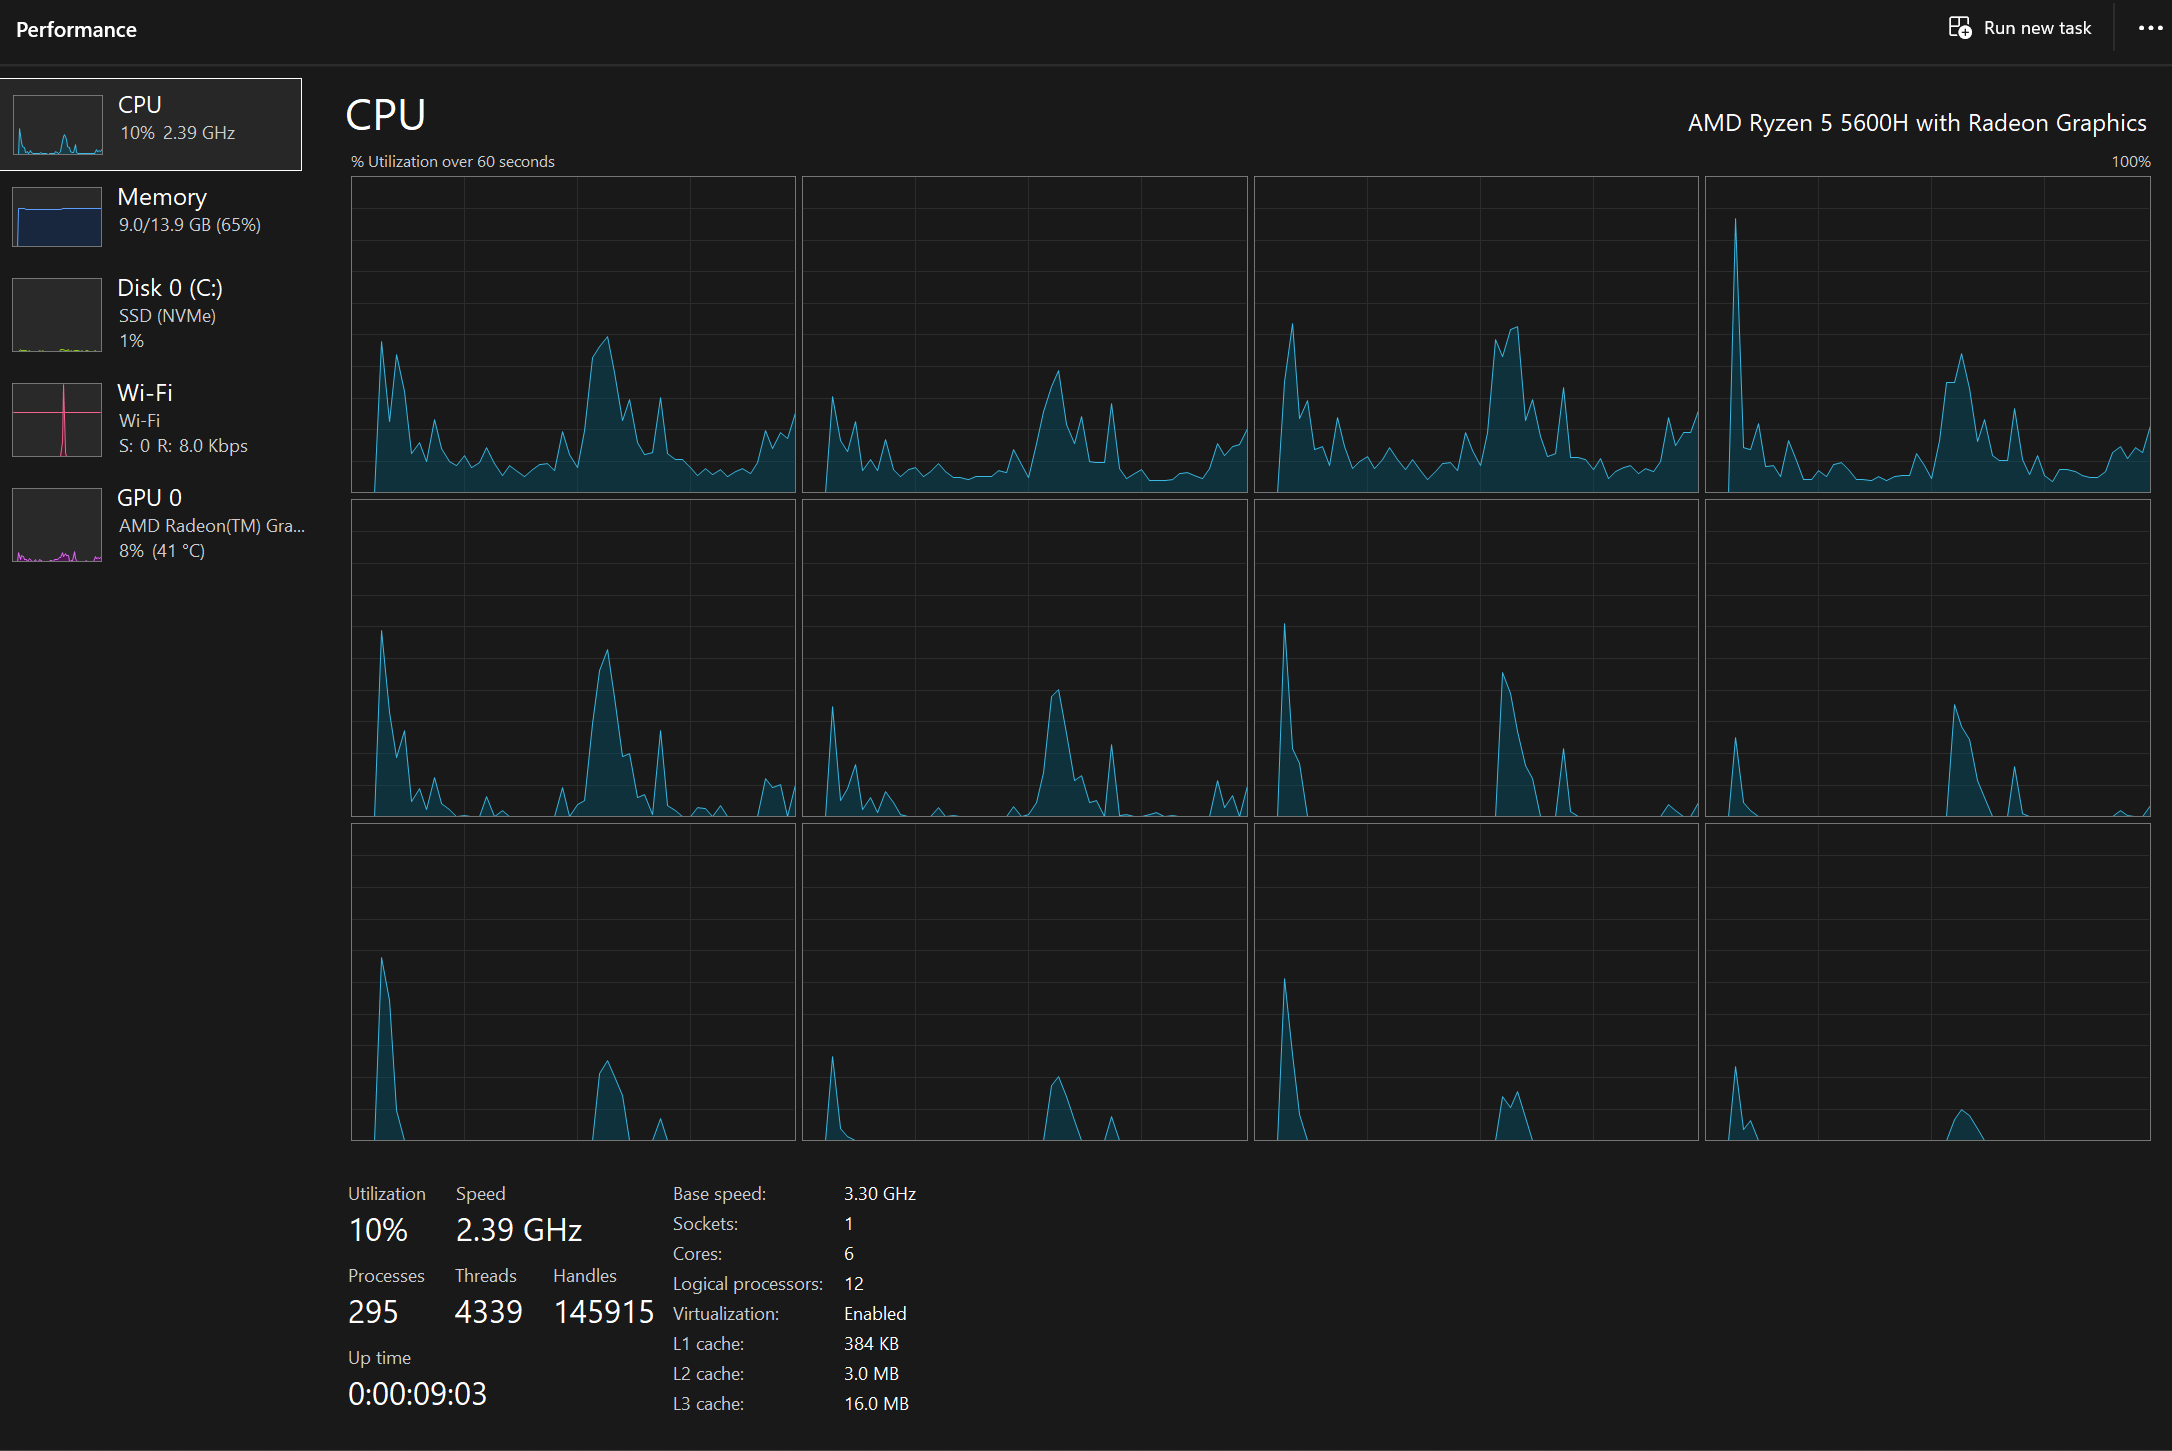 Performance
Run new task
CPU
10% 2.39 GHz
Memory
9.0/13.9 GB (65%)
Disk 0 (C:)
SSD (NVMe)
1%
Wi-Fi
Wi-Fi
S: 0 R: 8.0 Kbps
GPU 0
AMD Radeon(TM) Gra...
8% (41 °C)
CPU
AMD Ryzen 5 5600H with Radeon Graphics
% Utilization over 60 seconds
100%
Utilization
10%
Speed
2.39 GHz
Processes
295
Threads
4339
Handles
145915
Up time
0:00:09:03
Base speed: 3.30 GHz
Sockets: 1
Cores: 6
Logical processors: 12
Virtualization: Enabled
L1 cache: 384 KB
L2 cache: 3.0 MB
L3 cache: 16.0 MB